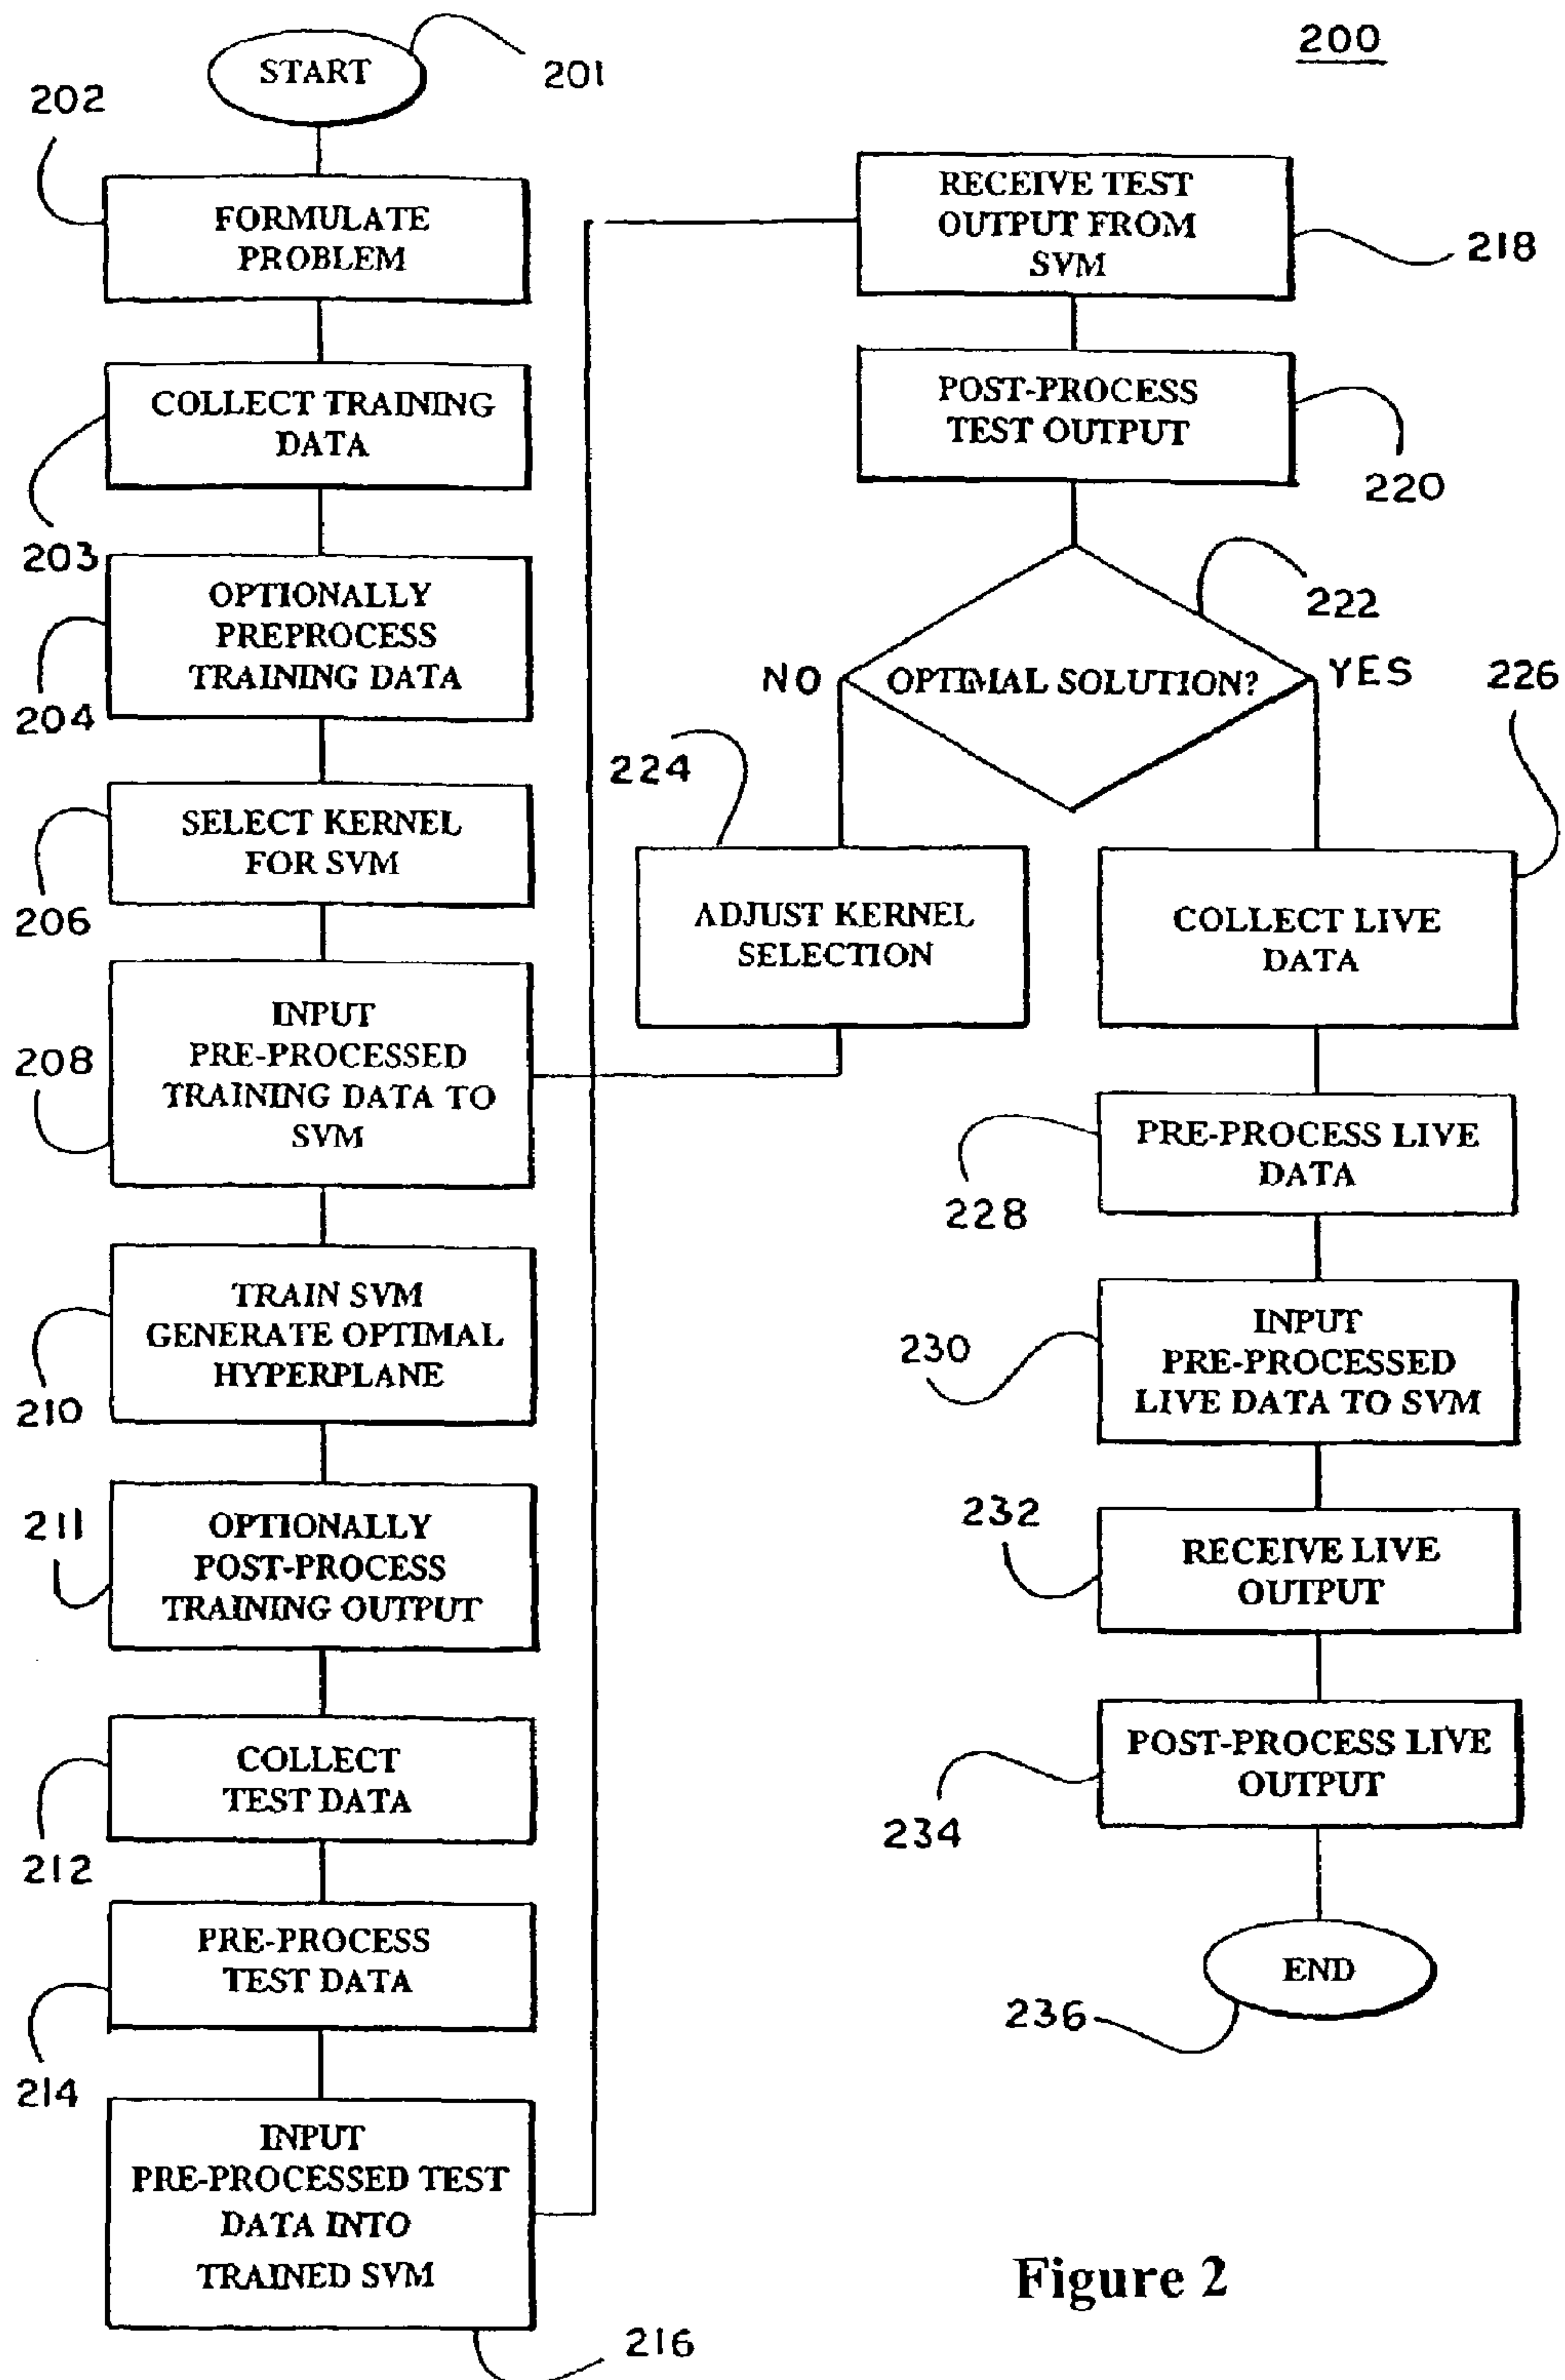 200
START
201
202
FORMULATE
PROBLEM
COLLECT TRAINING
DATA
203
OPTIONALLY
PREPROCESS
TRAINING DATA
204
SELECT KERNEL
FOR SVM
206
INPUT
PRE-PROCESSED
TRAINING DATA TO
SVM
208
TRAIN SVM
GENERATE OPTIMAL
HYPERPLANE
210
211
OPTIONALLY
POST-PROCESS
TRAINING OUTPUT
COLLECT
TEST DATA
212
PRE-PROCESS
TEST DATA
214
INPUT
PRE-PROCESSED TEST
DATA INTO
TRAINED SVM
216
RECEIVE TEST
OUTPUT FROM
SVM
218
POST-PROCESS
TEST OUTPUT
220
222
NO
OPTIMAL SOLUTION?
YES
224
ADJUST KERNEL
SELECTION
226
COLLECT LIVE
DATA
PRE-PROCESS LIVE
DATA
228
INPUT
PRE-PROCESSED
LIVE DATA TO SVM
230
232
RECEIVE LIVE
OUTPUT
POST-PROCESS LIVE
OUTPUT
234
END
236
Figure 2